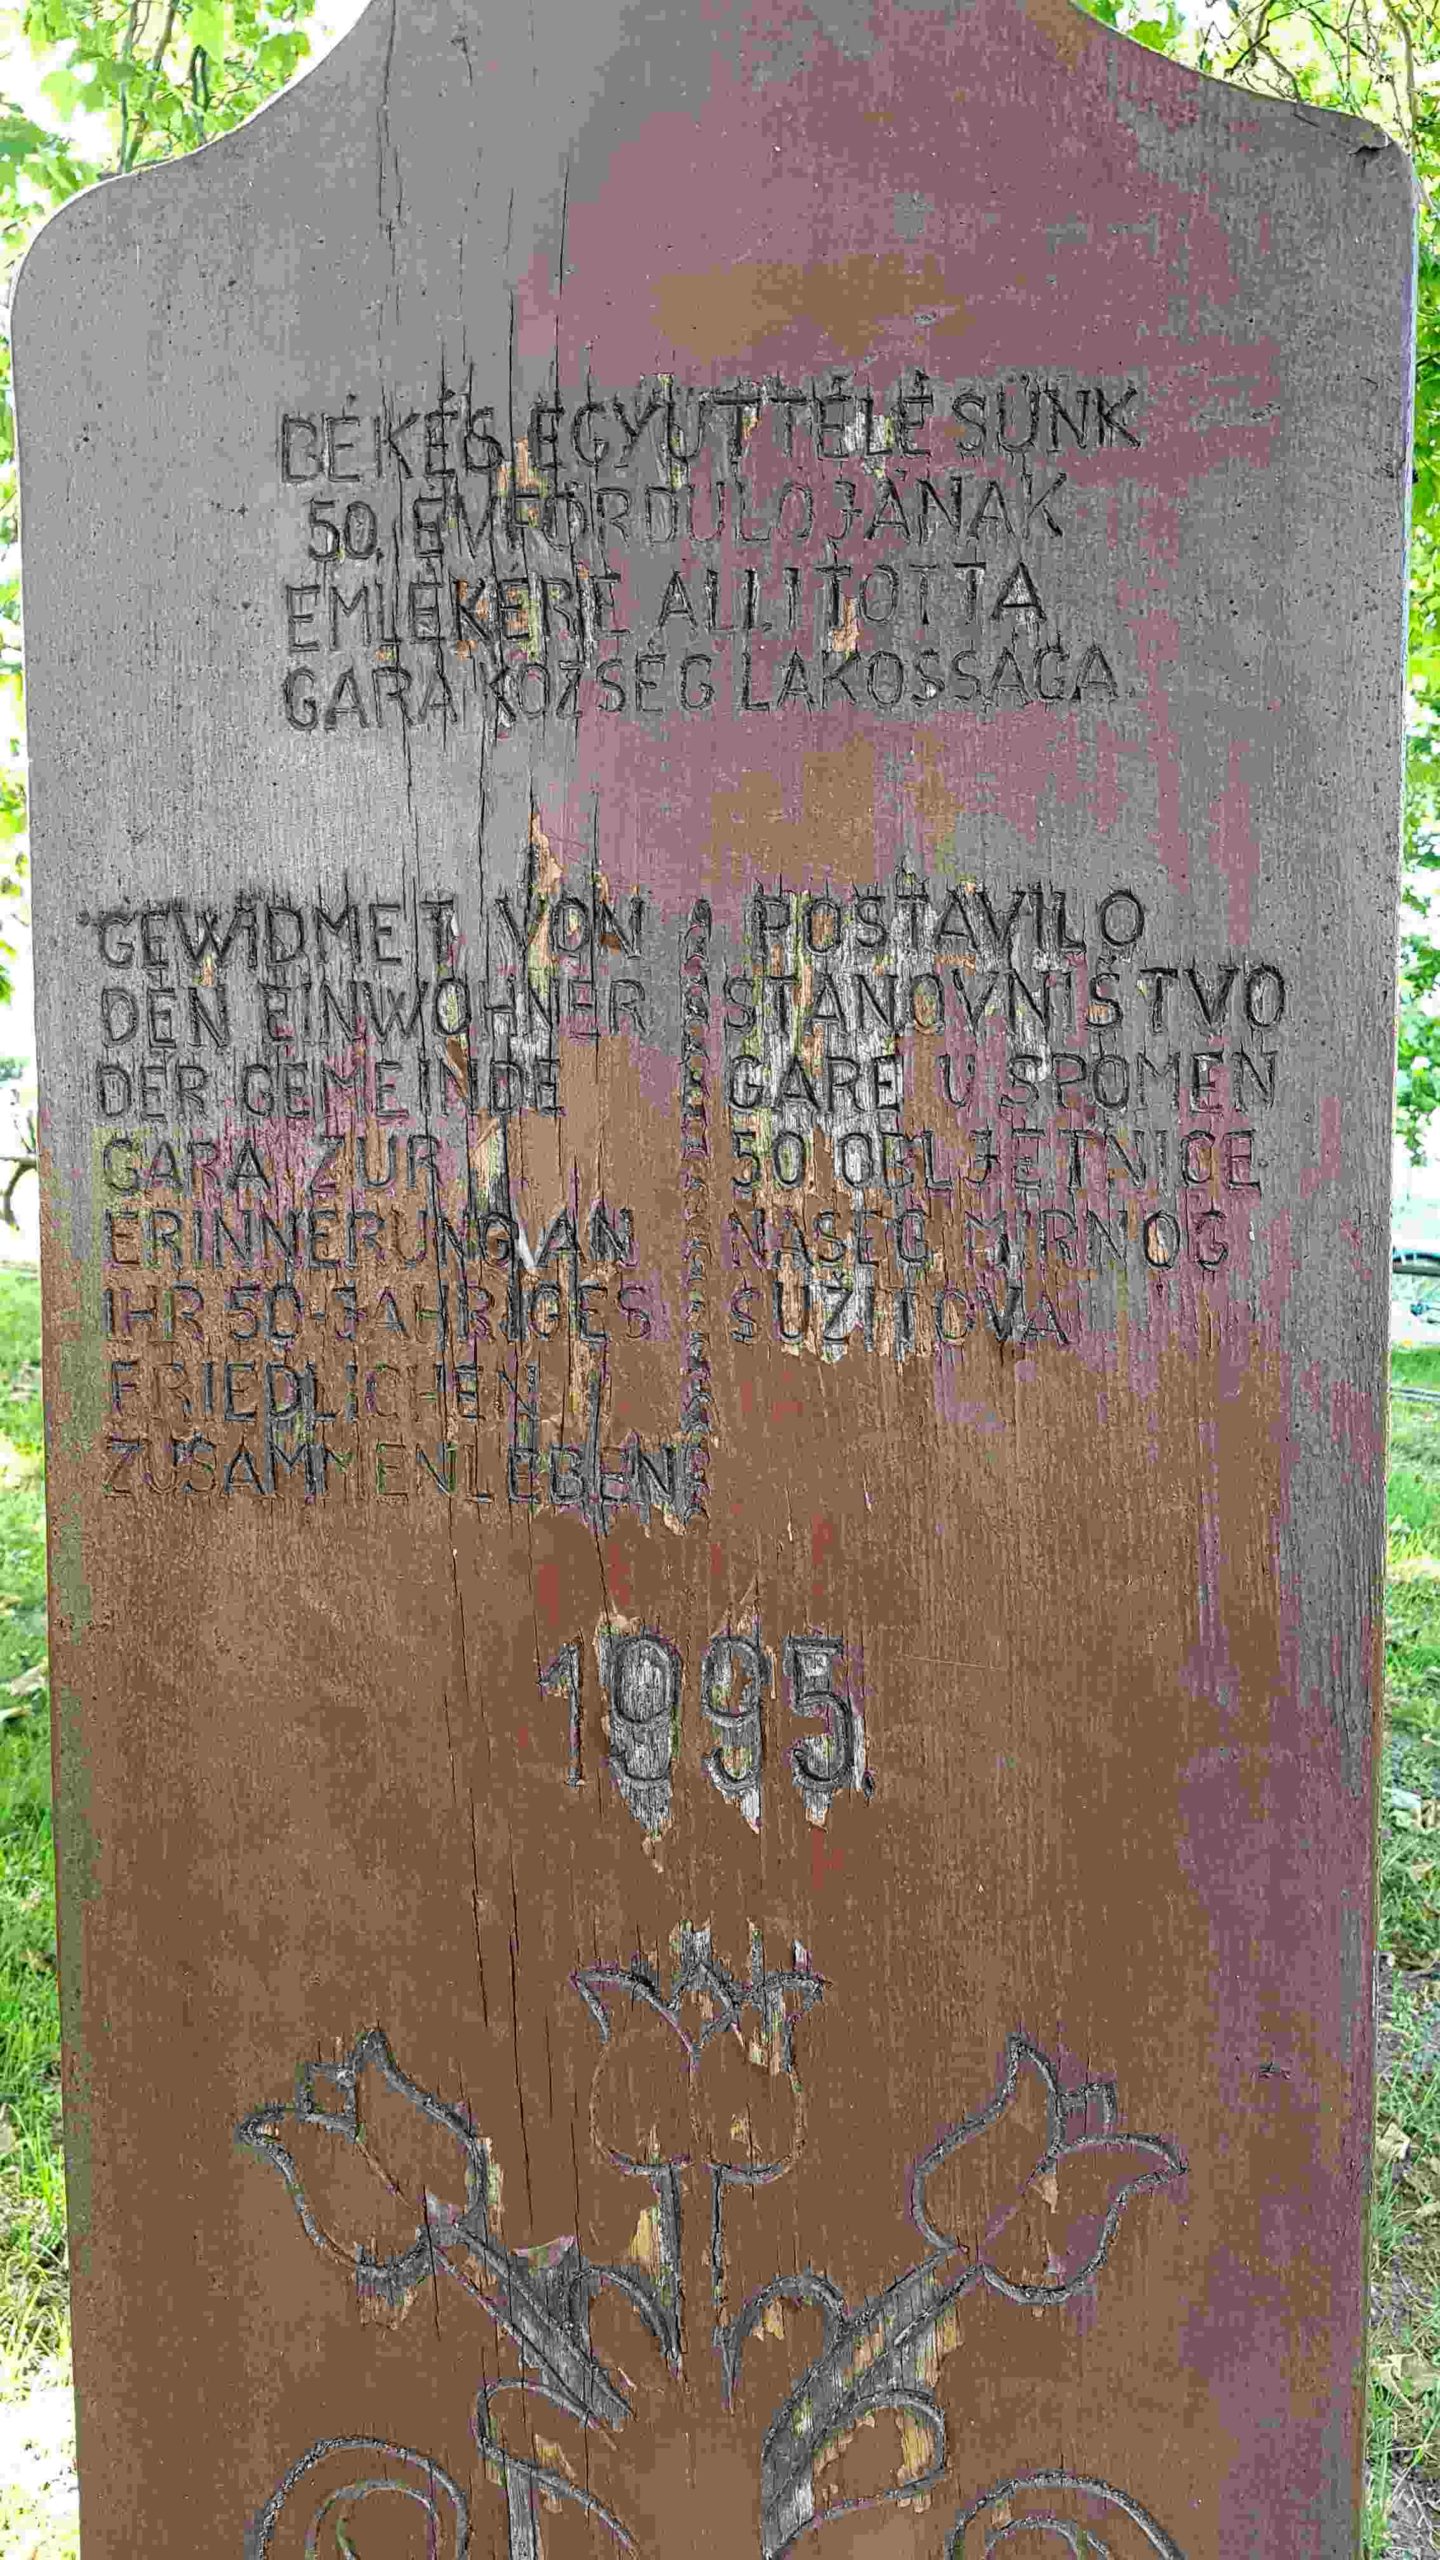 BÉKÉS EGYÜTTÉLÉSÜNK
50. ÉVFORDULÓJÁNAK
EMLÉKÉRE ÁLLÍTOTTA
GARA KÖZSÉG LAKOSSÁGA
GEWIDMET VON
DEN EINWOHNER
DER GEMEINDE
GARA ZUR
ERINNERUNG AN
IHR 50-JAHRIGES
FRIEDLICHEN
ZUSAMMENLEBEN
POSTAVILO
STANOVNIŠTVO
GARE U SPOMEN
50. OBLJETNICE
NAŠEG MIRNOG
SUŽITOVA
1995.